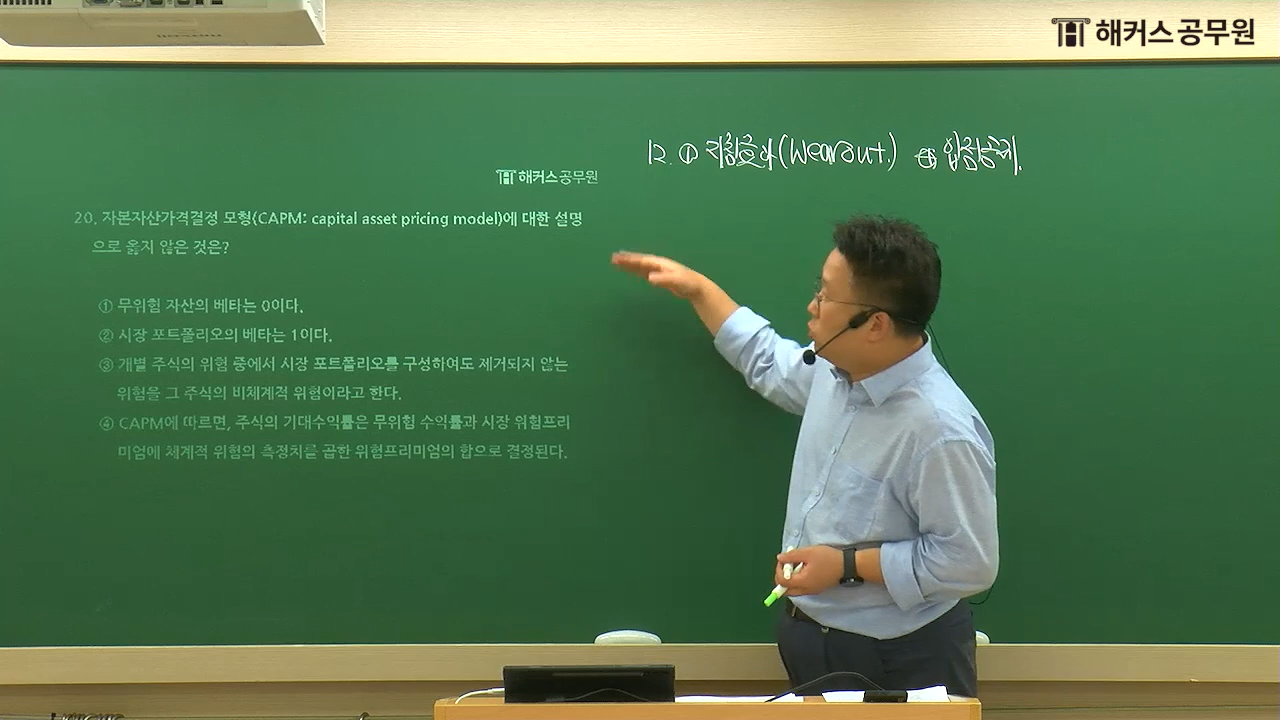 해커스공무원
12. ① 지침효과(Wearout.) ④
해커스공무원
20. 자본자산가격결정 모형(CAPM: capital asset pricing model)에 대한 설명
으로 옳지 않은 것은?
① 무위험 자산의 베타는 0이다.
② 시장 포트폴리오의 베타는 1이다.
③ 개별 주식의 위험 중에서 시장 포트폴리오를 구성하여도 제거되지 않는
위험을 그 주식의 비체계적 위험이라고 한다.
④ CAPM에 따르면, 주식의 기대수익률은 무위험 수익률과 시장 위험프리
미엄에 체계적 위험의 측정치를 곱한 위험프리미엄의 합으로 결정된다.